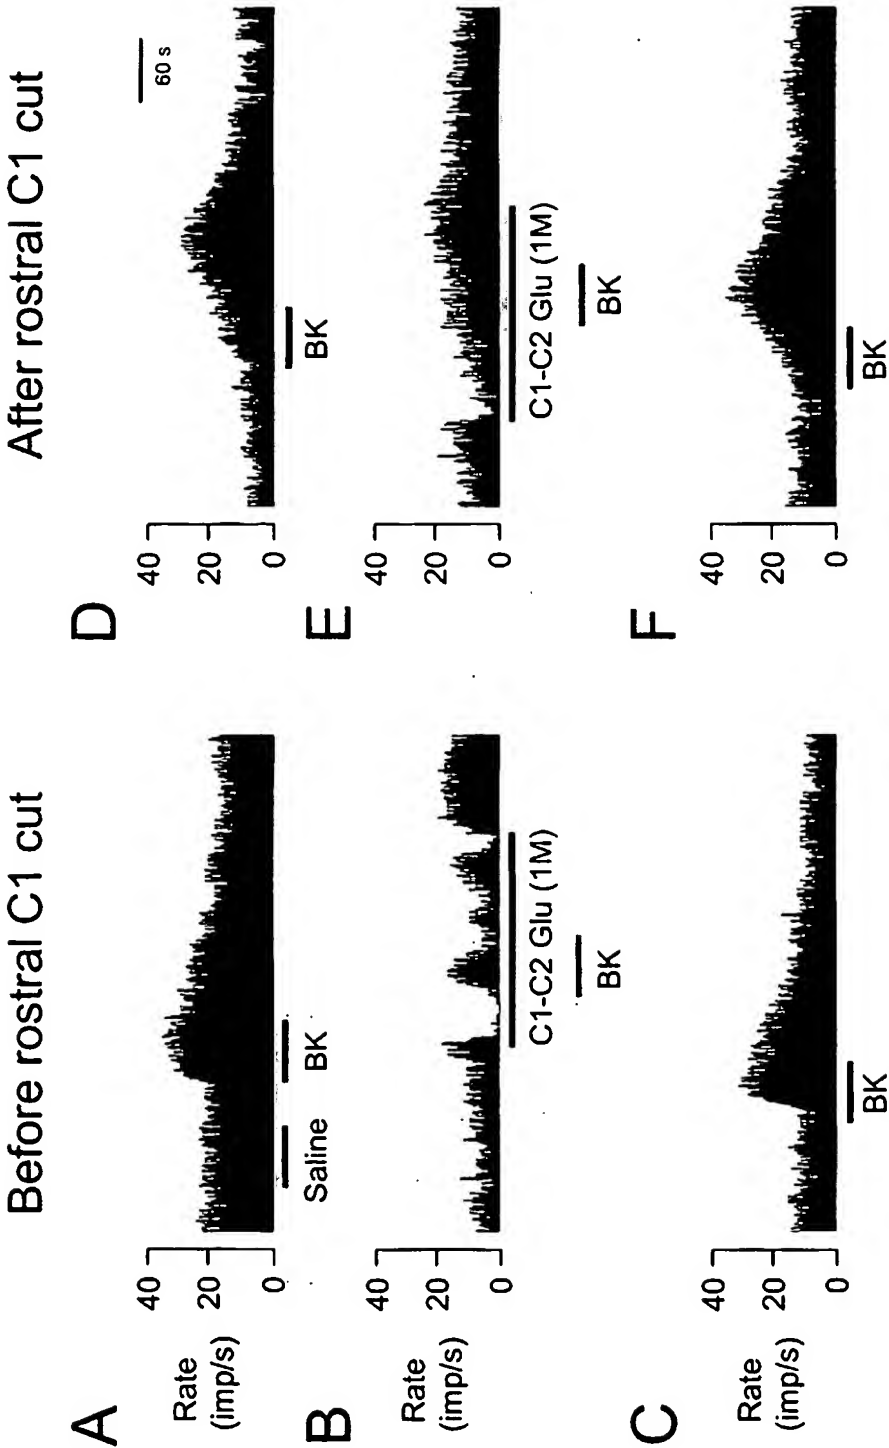 Before rostral C1 cut
After rostral C1 cut
A
Rate
(imp/s)
40
20
0
Saline
BK
D
40
20
0
60 s
BK
B
Rate
(imp/s)
40
20
0
C1-C2 Glu (1M)
BK
E
40
20
0
C1-C2 Glu (1M)
BK
C
Rate
(imp/s)
40
20
0
BK
F
40
20
0
BK